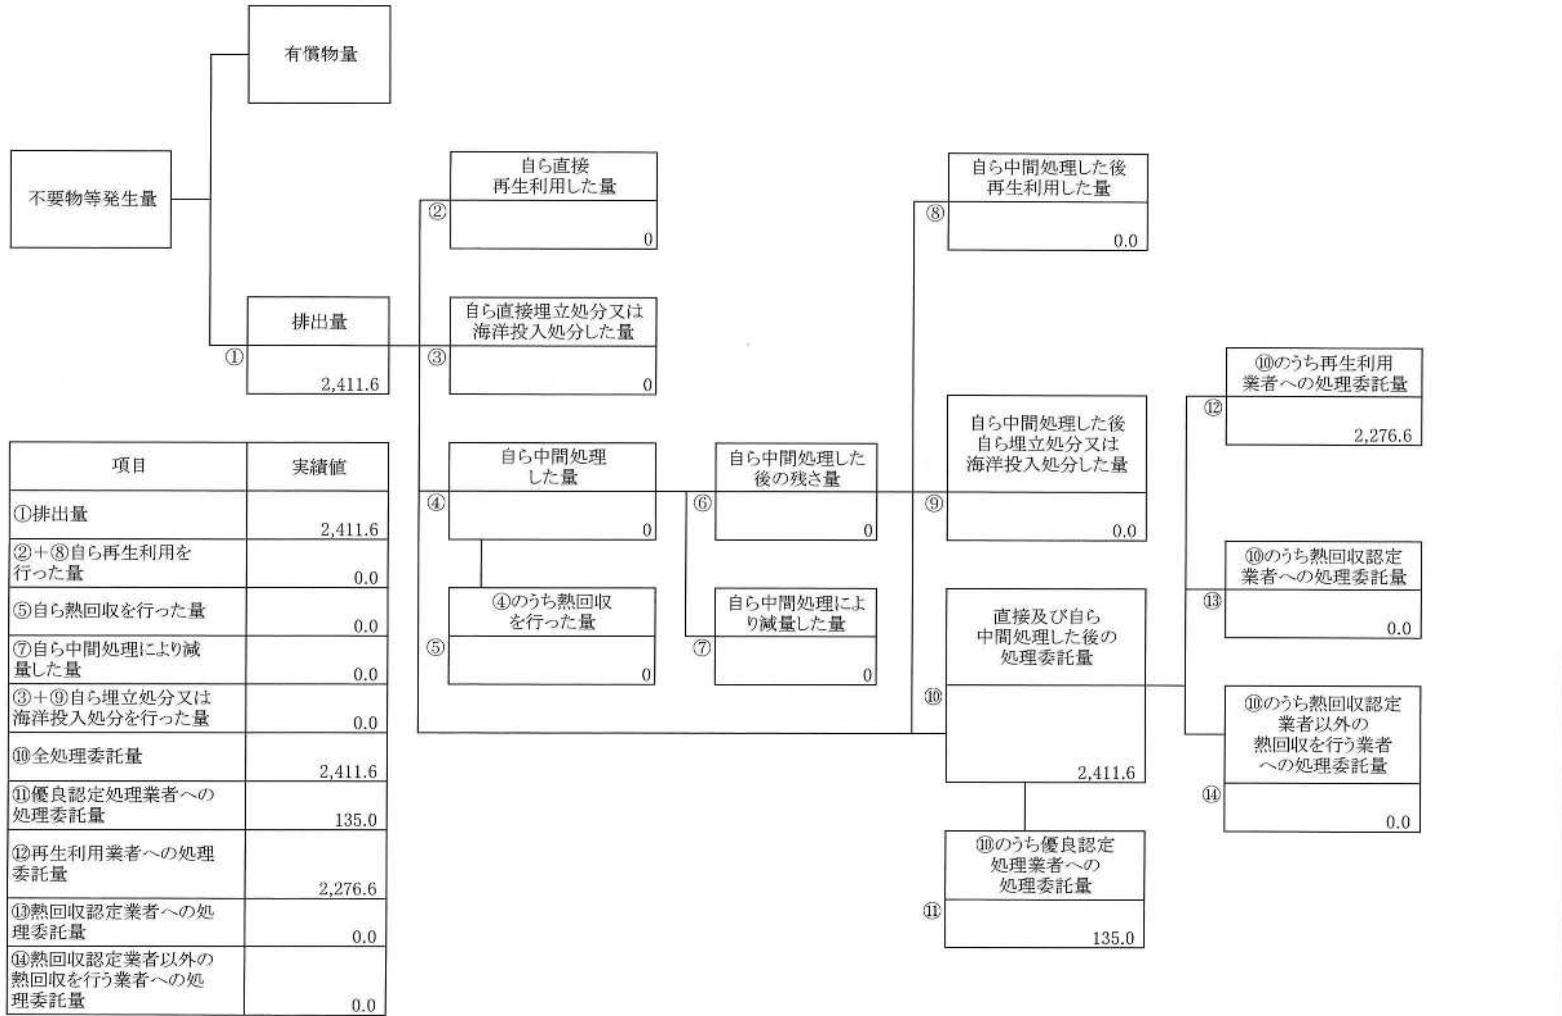 有償物量
不要物等発生量
排出量
①
2,411.6
自ら直接
再生利用した量
②
0
自ら直接埋立処分又は
海洋投入処分した量
③
0
自ら中間処理
した量
④
0
④のうち熱回収
を行った量
⑤
0
自ら中間処理した
後の残さ量
⑥
0
自ら中間処理によ
り減量した量
⑦
0
自ら中間処理した後
再生利用した量
⑧
0.0
自ら中間処理した後
自ら埋立処分又は
海洋投入処分した量
⑨
0.0
直接及び自ら
中間処理した後の
処理委託量
⑩
2,411.6
⑩のうち優良認定
処理業者への
処理委託量
⑪
135.0
⑩のうち再生利用
業者への処理委託量
⑫
2,276.6
⑩のうち熱回収認定
業者への処理委託量
⑬
0.0
⑩のうち熱回収認定
業者以外の
熱回収を行う業者
への処理委託量
⑭
0.0
項目 実績値
①排出量
2,411.6
②+⑧自ら再生利用を
行った量
0.0
⑤自ら熱回収を行った量
0.0
⑦自ら中間処理により減
量した量
0.0
③+⑨自ら埋立処分又は
海洋投入処分を行った量
0.0
⑩全処理委託量
2,411.6
⑪優良認定処理業者への
処理委託量
135.0
⑫再生利用業者への処理
委託量
2,276.6
⑬熱回収認定業者への処
理委託量
0.0
⑭熱回収認定業者以外の
熱回収を行う業者への処
理委託量
0.0